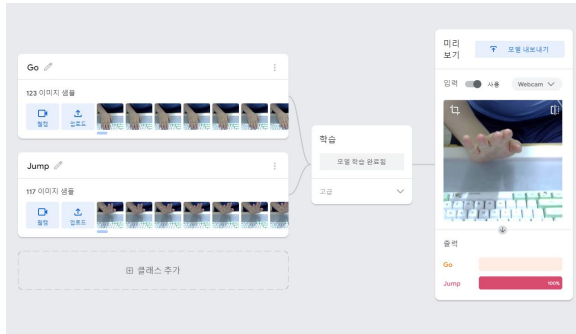 Go
123 이미지 샘플
웹캠
업로드
Jump
117 이미지 샘플
웹캠
업로드
클래스 추가
학습
모델 학습 완료됨
고급
미리
보기
모델 내보내기
입력
사용
Webcam
출력
Go
Jump
100%